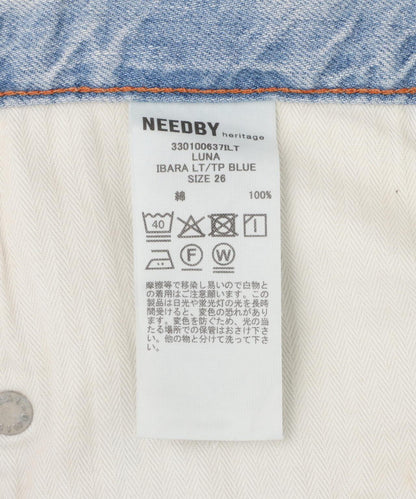 NEEDBY heritage
330100637ILT
LUNA
IBARA LT/TP BLUE
SIZE 26
綿 100%
40
F W
摩擦等で移染し易いので白物と
の着用はご注意願います。この
製品は日光や蛍光灯の光を長時
間受けると、変色の恐れがあり
ます。変色を防ぐため、光の当
たる場所での保管はおさけ下さ
い。他の物と分けて洗って下さ
い。